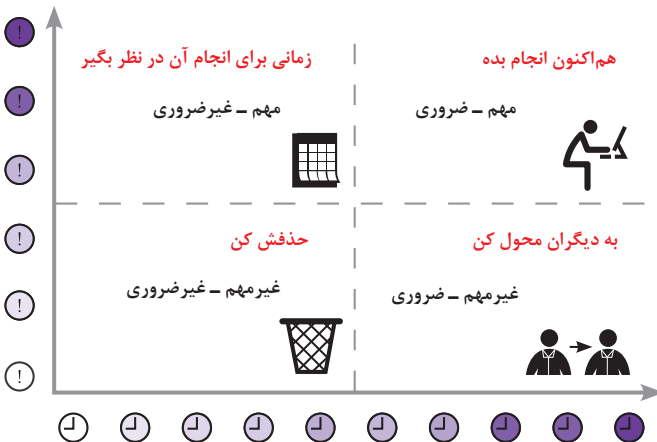 هم‌اکنون انجام بده
مهم – ضروری
زمانی برای انجام آن در نظر بگیر
مهم – غیرضروری
به دیگران محول کن
غیرمهم – ضروری
حذفش کن
غیرمهم – غیرضروری
!
!
!
!
!
!